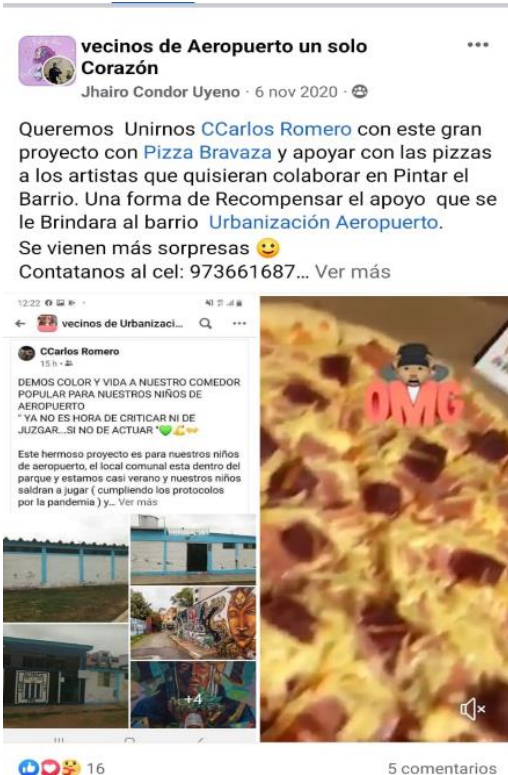 vecinos de Aeropuerto un solo
Corazón
Jhairo Condor Uyeno · 6 nov 2020 ·
Queremos Unirnos CCarlos Romero con este gran
proyecto con Pizza Bravaza y apoyar con las pizzas
a los artistas que quisieran colaborar en Pintar el
Barrio. Una forma de Recompensar el apoyo que se
le Brindara al barrio Urbanización Aeropuerto.
Se vienen más sorpresas 🙂
Contatanos al cel: 973661687... Ver más
12:22
vecinos de Urbanizaci...
CCarlos Romero
15 h ·
DEMOS COLOR Y VIDA A NUESTRO COMEDOR
POPULAR PARA NUESTROS NIÑOS DE
AEROPUERTO
" YA NO ES HORA DE CRITICAR NI DE
JUZGAR...SI NO DE ACTUAR "💚💪👐
Este hermoso proyecto es para nuestros niños
de aeropuerto, el local comunal esta dentro del
parque y estamos casi verano y nuestros niños
saldran a jugar ( cumpliendo los protocolos
por la pandemia ) y... Ver más
+4
OMG
16
5 comentarios